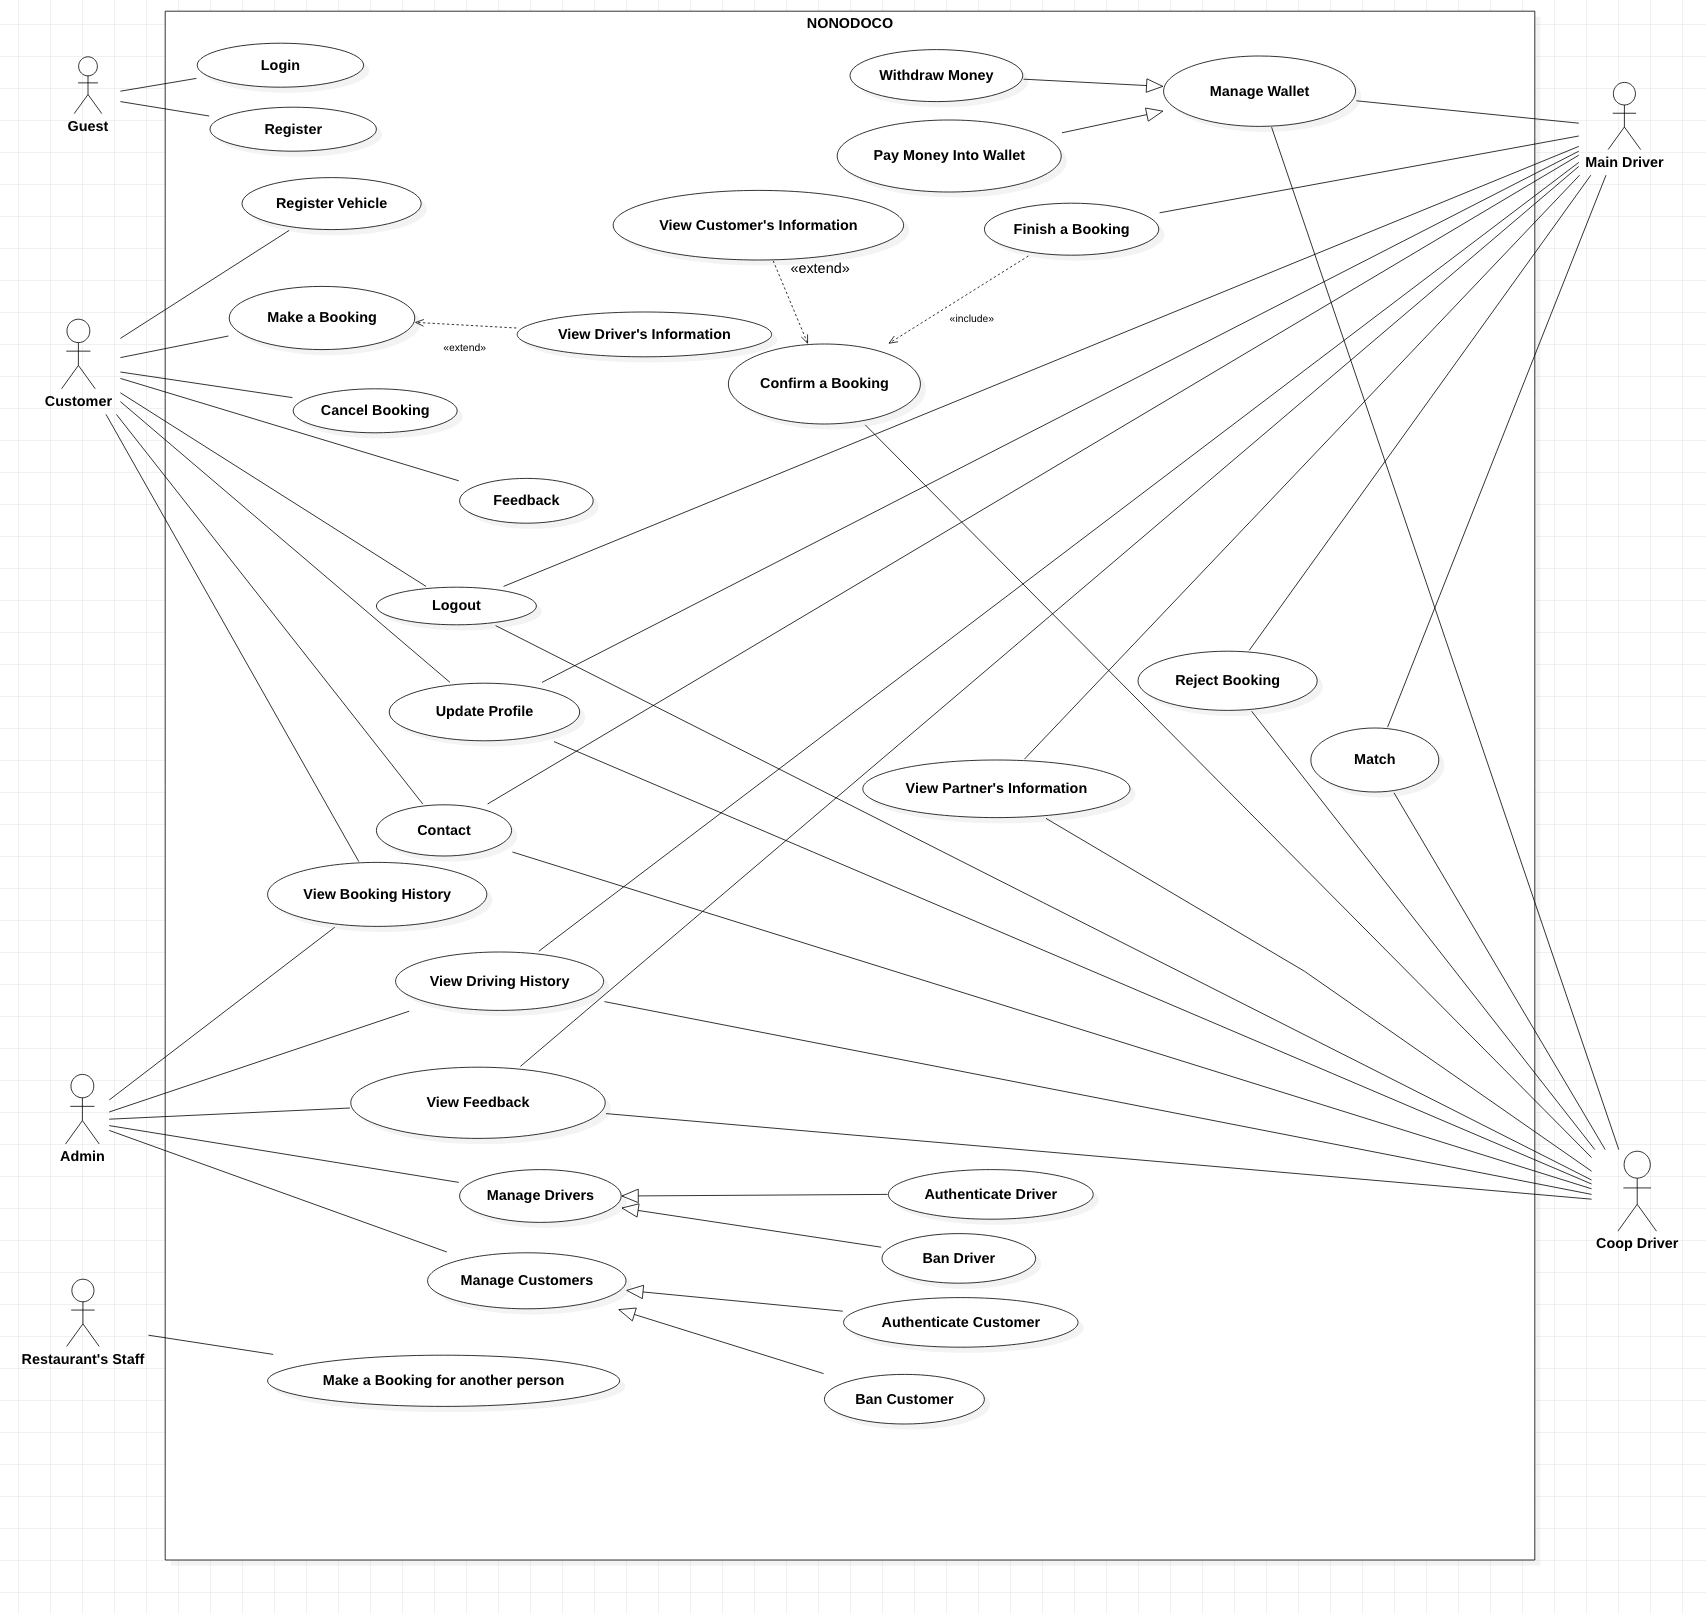 NONODOCO
Login
Withdraw Money
Manage Wallet
Guest
Register
Pay Money Into Wallet
Main Driver
Register Vehicle
View Customer's Information
Finish a Booking
«extend»
Make a Booking
View Driver's Information
«include»
«extend»
Confirm a Booking
Customer
Cancel Booking
Feedback
Logout
Update Profile
Reject Booking
Match
View Partner's Information
Contact
View Booking History
View Driving History
View Feedback
Admin
Manage Drivers
Authenticate Driver
Coop Driver
Ban Driver
Manage Customers
Authenticate Customer
Restaurant's Staff
Make a Booking for another person
Ban Customer